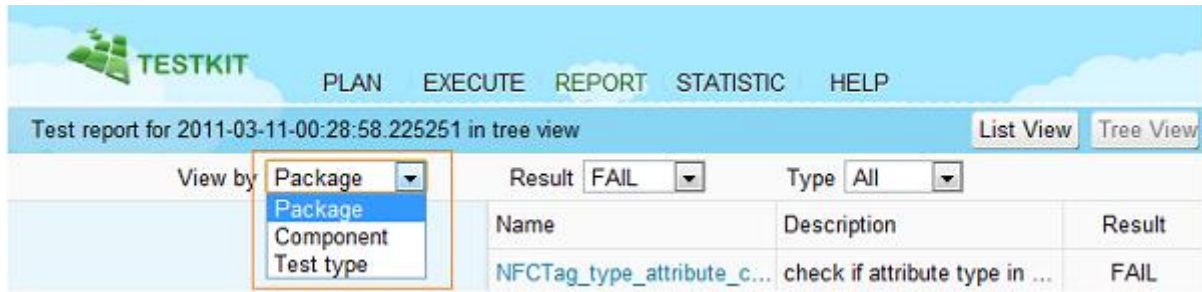 TESTKIT
PLAN EXECUTE REPORT STATISTIC HELP
Test report for 2011-03-11-00:28:58.225251 in tree view List View Tree View
View by Package Result FAIL Type All
Package
Component
Test type
Name Description Result
NFCTag_type_attribute_c... check if attribute type in ... FAIL